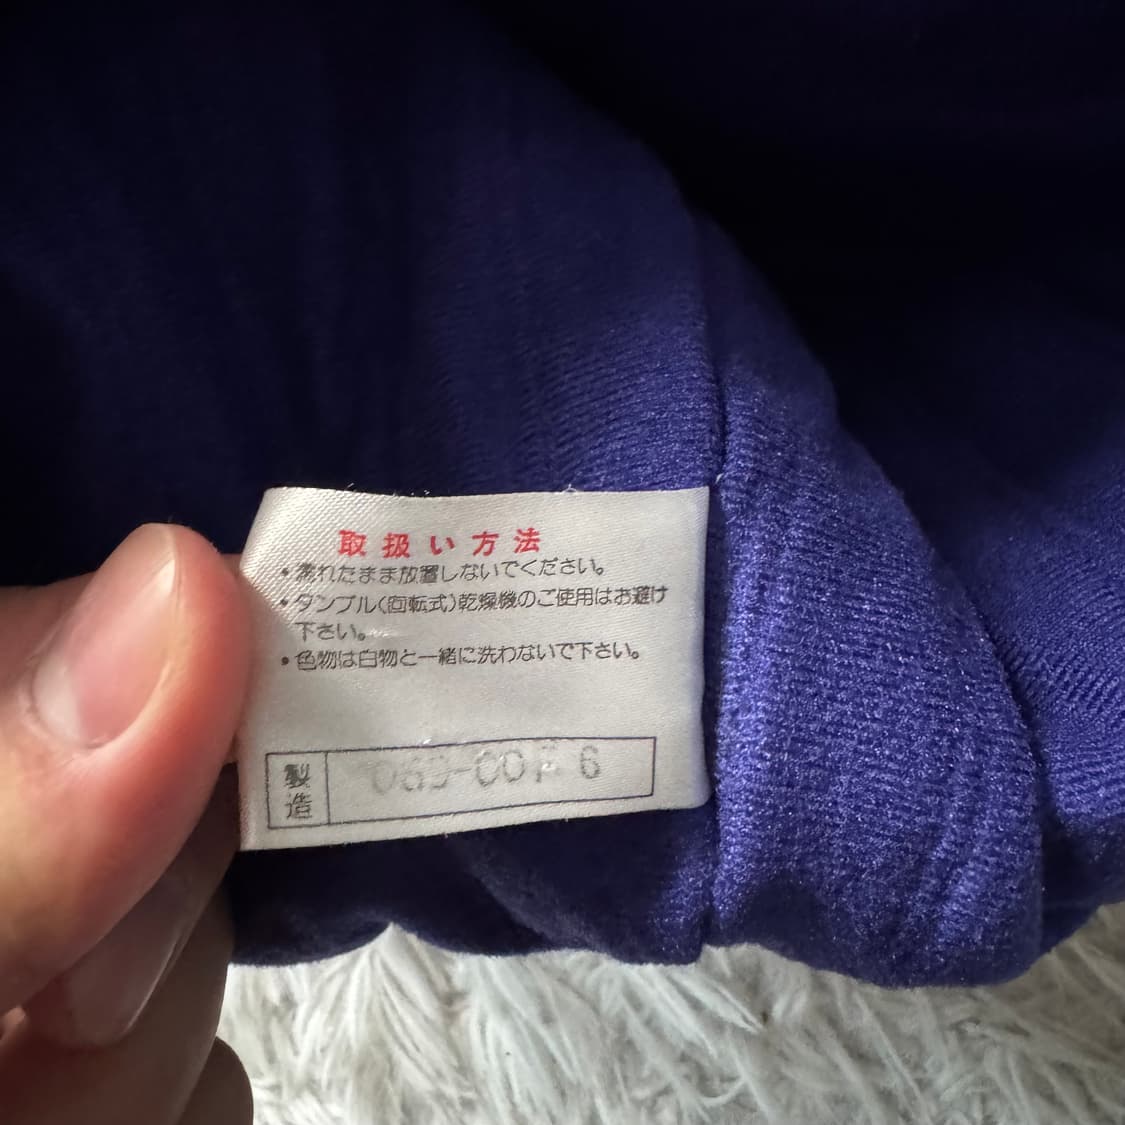 取扱い方法
・濡れたまま放置しないでください。
・タンブル(回転式)乾燥機のご使用はお避け
下さい。
・色物は白物と一緒に洗わないで下さい。
製造
6